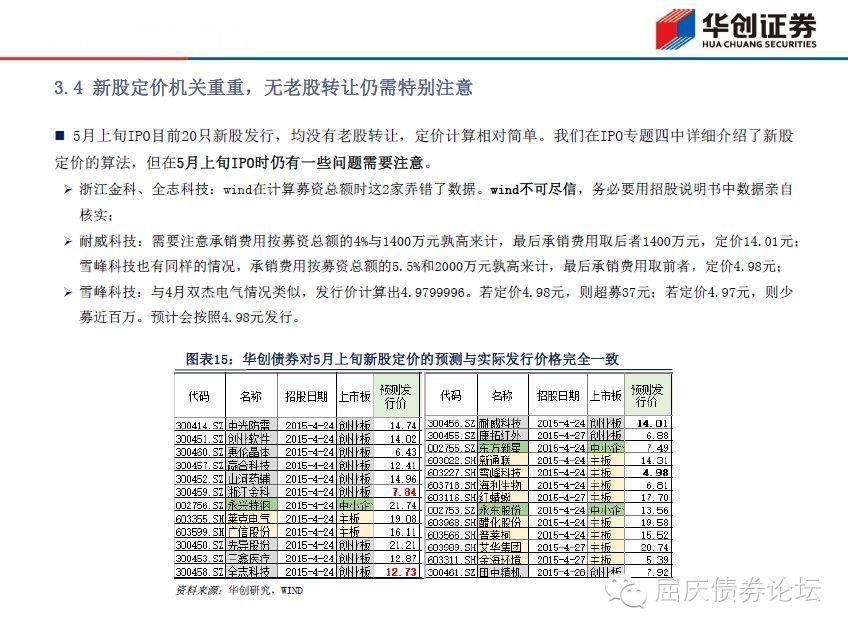 华创证券
HUA CHUANG SECURITIES
3.4 新股定价机关重重，无老股转让仍需特别注意
■ 5月上旬IPO目前20只新股发行，均没有老股转让，定价计算相对简单。我们在IPO专题四中详细介绍了新股
定价的算法，但在5月上旬IPO时仍有一些问题需要注意。
➢ 浙江金科、全志科技：wind在计算募资总额时这2家弄错了数据。wind不可尽信，务必要用招股说明书中数据亲自
核实；
➢ 耐威科技：需要注意承销费用按募资总额的4%与1400万元孰高来计，最后承销费用取后者1400万元，定价14.01元；
雪峰科技也有同样的情况，承销费用按募资总额的5.5%和2000万元孰高来计，最后承销费用取前者，定价4.98元；
➢ 雪峰科技：与4月双杰电气情况类似，发行价计算出4.9799996。若定价4.98元，则超募37元；若定价4.97元，则少
募近百万。预计会按照4.98元发行。
图表15：华创债券对5月上旬新股定价的预测与实际发行价格完全一致
代码 名称 招股日期 上市板 预测发行价 代码 名称 招股日期 上市板 预测发行价
300414.SZ 中光防雷 2015-4-24 创业板 14.74 300456.SZ 耐威科技 2015-4-24 创业板 14.01
300451.SZ 创业软件 2015-4-24 创业板 14.02 300455.SZ 康拓红外 2015-4-27 创业板 6.88
300460.SZ 惠伦晶体 2015-4-24 创业板 6.43 002755.SZ 东方新星 2015-4-24 中小企 7.49
300457.SZ 赢合科技 2015-4-24 创业板 12.41 603022.SH 新通联 2015-4-24 主板 14.31
300452.SZ 山河药辅 2015-4-24 创业板 14.96 603227.SH 雪峰科技 2015-4-24 主板 4.98
300459.SZ 浙江金科 2015-4-24 创业板 7.84 603718.SH 海利生物 2015-4-24 主板 6.81
002756.SZ 永兴特钢 2015-4-24 中小企 21.74 603116.SH 红蜻蜓 2015-4-27 主板 17.70
603355.SH 莱克电气 2015-4-24 主板 19.08 002753.SZ 永东股份 2015-4-24 中小企 13.56
603599.SH 广信股份 2015-4-24 主板 16.11 603968.SH 醋化股份 2015-4-24 主板 19.58
300450.SZ 先导股份 2015-4-24 创业板 21.21 603566.SH 普莱柯 2015-4-24 主板 15.52
300453.SZ 三鑫医疗 2015-4-24 创业板 12.87 603989.SH 艾华集团 2015-4-27 主板 20.74
300458.SZ 全志科技 2015-4-24 创业板 12.73 603311.SH 金海环境 2015-4-27 主板 5.39
300461.SZ 田中精机 2015-4-28 创业板 7.92
资料来源：华创研究，WIND
屈庆债券论坛